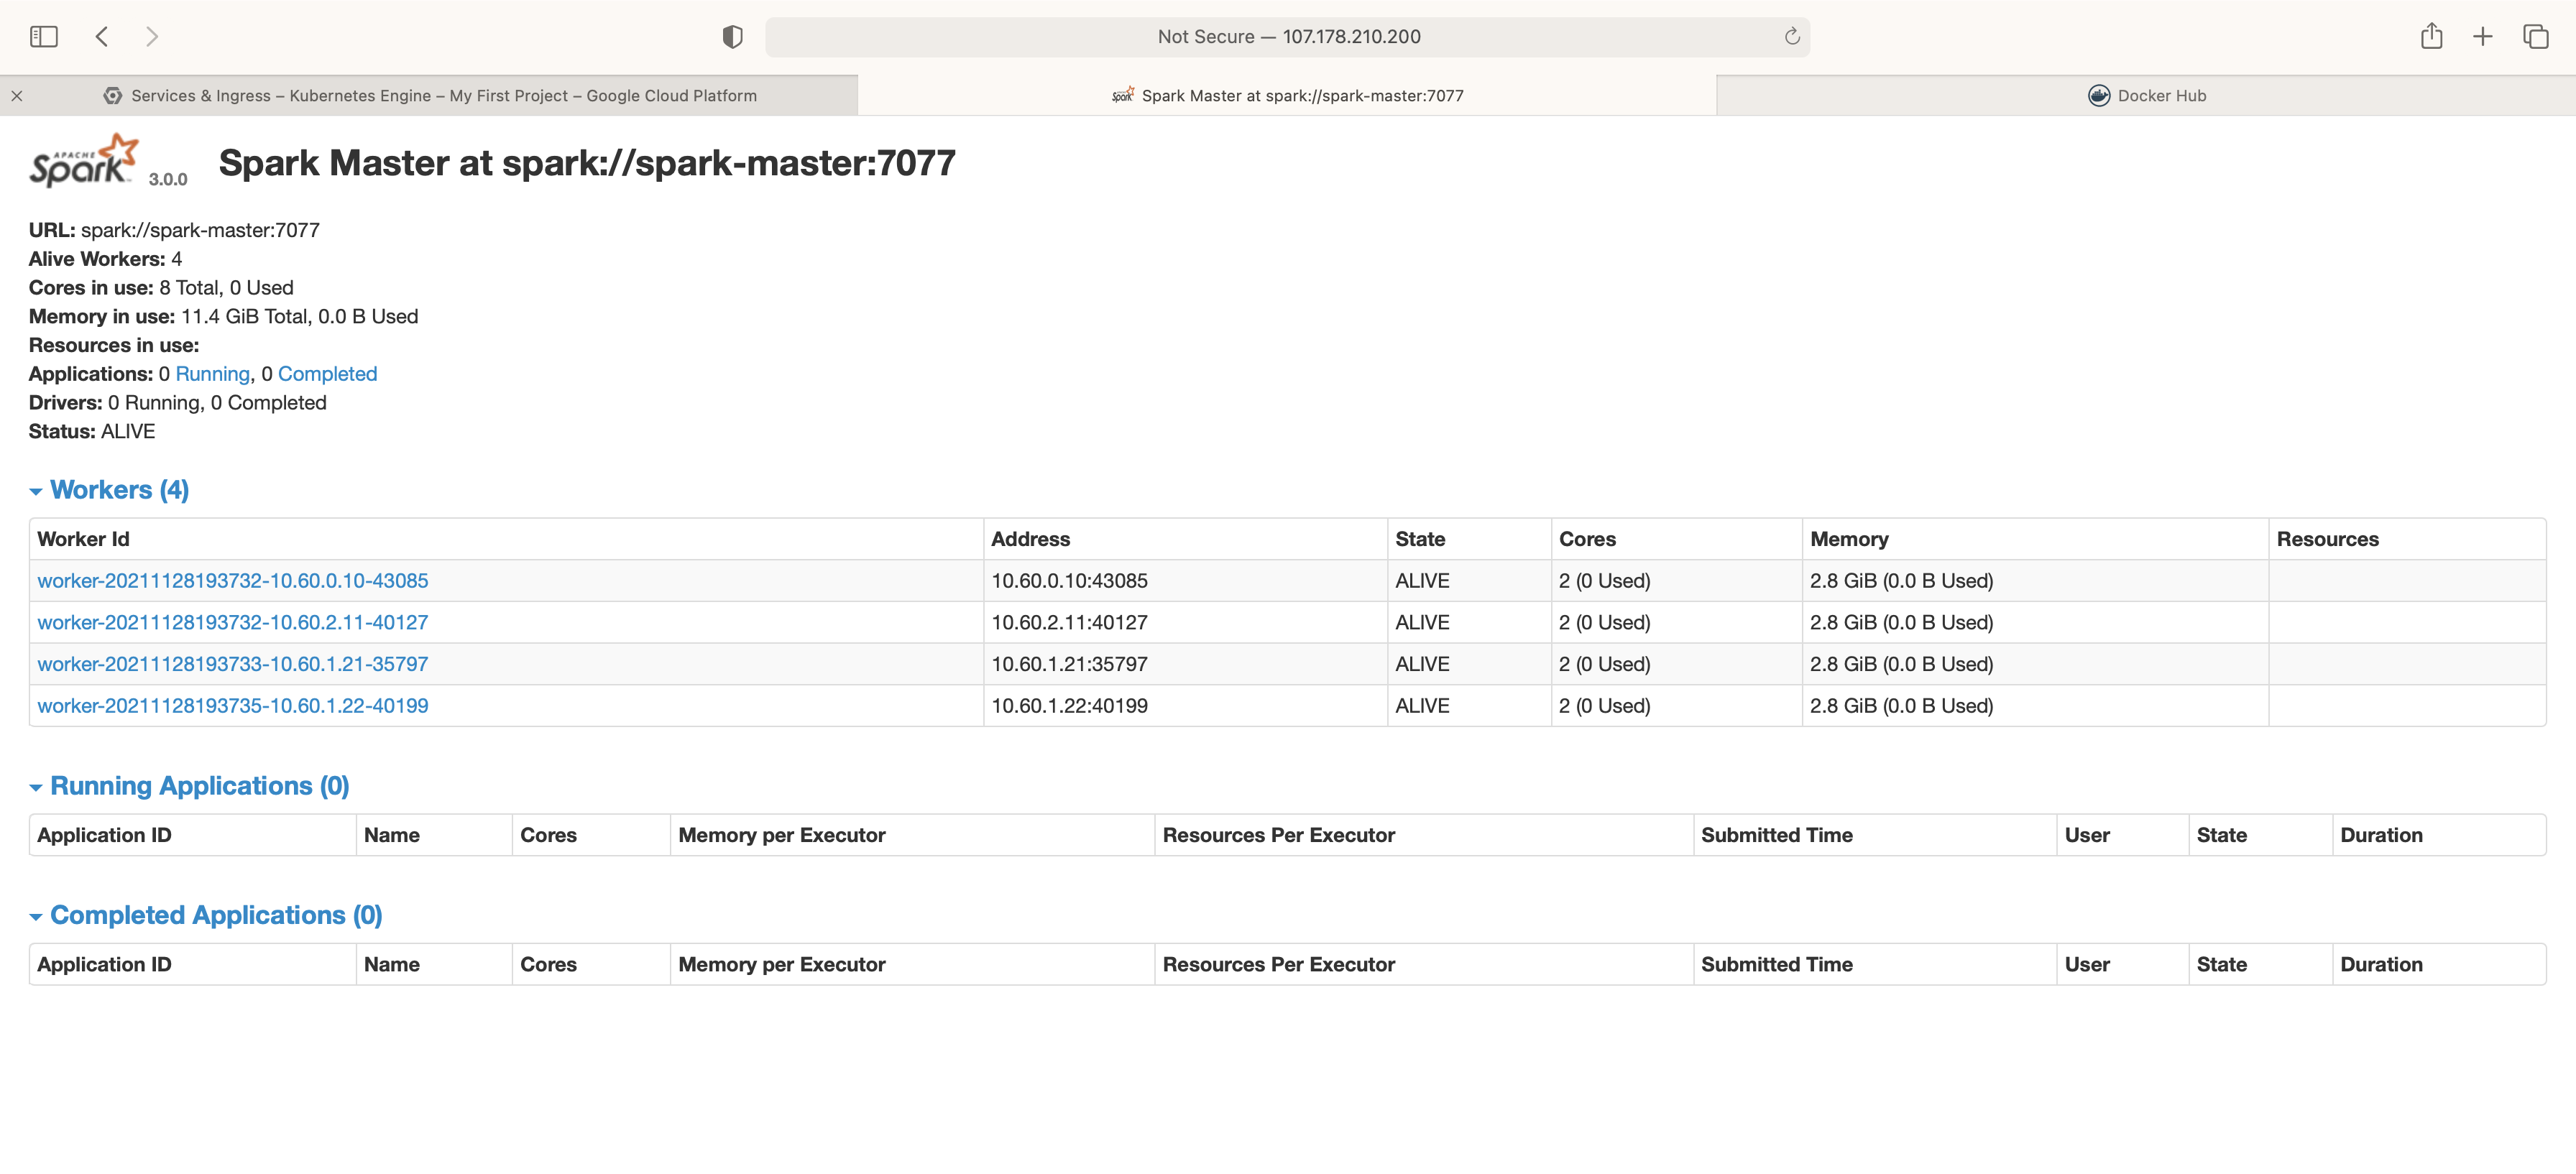 Not Secure — 107.178.210.200
Services & Ingress – Kubernetes Engine – My First Project – Google Cloud Platform
Spark Master at spark://spark-master:7077
Docker Hub
APACHE Spark 3.0.0 Spark Master at spark://spark-master:7077
URL: spark://spark-master:7077
Alive Workers: 4
Cores in use: 8 Total, 0 Used
Memory in use: 11.4 GiB Total, 0.0 B Used
Resources in use:
Applications: 0 Running, 0 Completed
Drivers: 0 Running, 0 Completed
Status: ALIVE
Workers (4)
Worker Id Address State Cores Memory Resources
worker-20211128193732-10.60.0.10-43085 10.60.0.10:43085 ALIVE 2 (0 Used) 2.8 GiB (0.0 B Used)
worker-20211128193732-10.60.2.11-40127 10.60.2.11:40127 ALIVE 2 (0 Used) 2.8 GiB (0.0 B Used)
worker-20211128193733-10.60.1.21-35797 10.60.1.21:35797 ALIVE 2 (0 Used) 2.8 GiB (0.0 B Used)
worker-20211128193735-10.60.1.22-40199 10.60.1.22:40199 ALIVE 2 (0 Used) 2.8 GiB (0.0 B Used)
Running Applications (0)
Application ID Name Cores Memory per Executor Resources Per Executor Submitted Time User State Duration
Completed Applications (0)
Application ID Name Cores Memory per Executor Resources Per Executor Submitted Time User State Duration